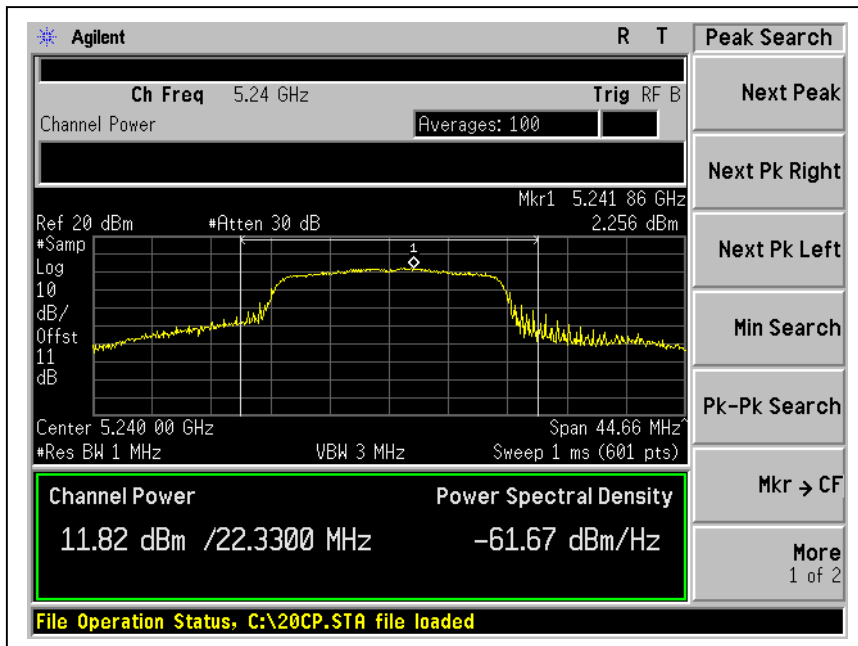 Agilent R T
Ch Freq 5.24 GHz Trig RF B
Channel Power Averages: 100
Mkr1 5.241 86 GHz
Ref 20 dBm #Atten 30 dB 2.256 dBm
#Samp
Log
10
dB/
Offst
11
dB
1
Center 5.240 00 GHz Span 44.66 MHz^
#Res BW 1 MHz VBW 3 MHz Sweep 1 ms (601 pts)
Channel Power Power Spectral Density
11.82 dBm /22.3300 MHz -61.67 dBm/Hz
File Operation Status, C:\20CP.STA file loaded
Peak Search
Next Peak
Next Pk Right
Next Pk Left
Min Search
Pk-Pk Search
Mkr → CF
More
1 of 2